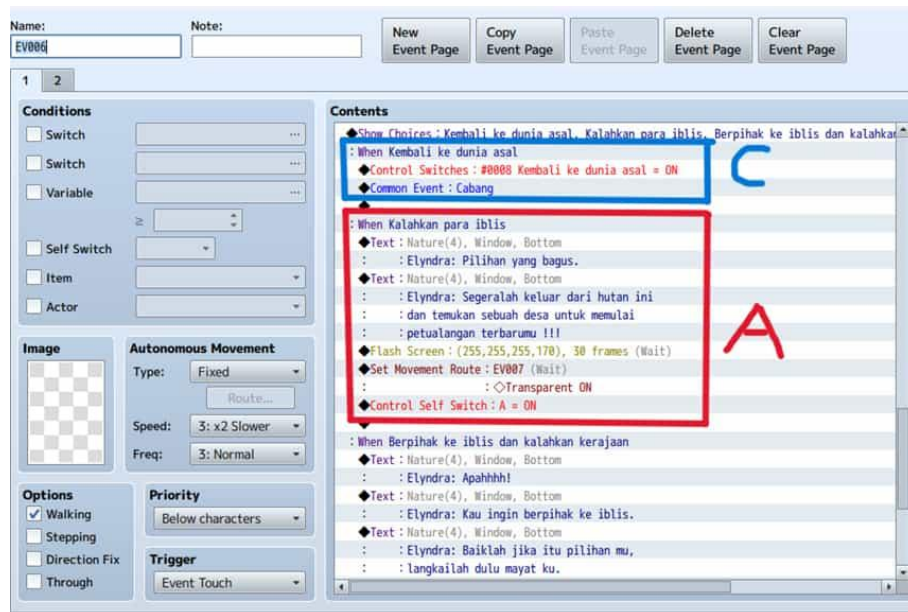 Name:
Note:
EV006
New Event Page
Copy Event Page
Paste Event Page
Delete Event Page
Clear Event Page
1 2
Conditions
Switch ...
Switch ...
Variable ...
≥
Self Switch
Item
Actor
Image
Autonomous Movement
Type: Fixed
Route...
Speed: 3: x2 Slower
Freq: 3: Normal
Options
Walking
Stepping
Direction Fix
Through
Priority
Below characters
Trigger
Event Touch
Contents
◆Show Choices : Kembali ke dunia asal, Kalahkan para iblis, Berpihak ke iblis dan kalahkan
: When Kembali ke dunia asal
◆Control Switches : #0008 Kembali ke dunia asal = ON
◆Common Event : Cabang
◆
C
: When Kalahkan para iblis
◆Text : Nature(4), Window, Bottom
: : Elyndra: Pilihan yang bagus.
◆Text : Nature(4), Window, Bottom
: : Elyndra: Segeralah keluar dari hutan ini
: : dan temukan sebuah desa untuk memulai
: : petualangan terbarumu !!!
◆Flash Screen : (255,255,255,170), 30 frames (Wait)
◆Set Movement Route : EV007 (Wait)
: : ◇Transparent ON
◆Control Self Switch : A = ON
◆
A
: When Berpihak ke iblis dan kalahkan kerajaan
◆Text : Nature(4), Window, Bottom
: : Elyndra: Apahhhh!
◆Text : Nature(4), Window, Bottom
: : Elyndra: Kau ingin berpihak ke iblis.
◆Text : Nature(4), Window, Bottom
: : Elyndra: Baiklah jika itu pilihan mu,
: : langkailah dulu mayat ku.